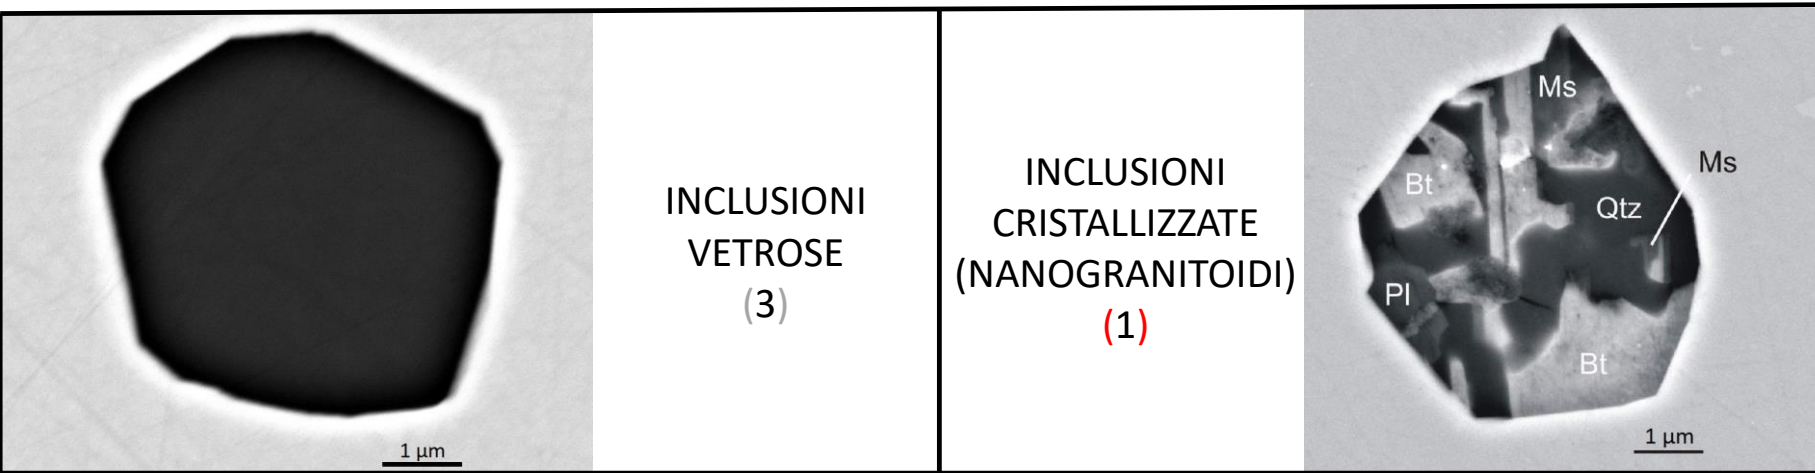 1 µm
INCLUSIONI
VETROSE
(3)
INCLUSIONI
CRISTALLIZZATE
(NANOGRANITOIDI)
(1)
Ms
Ms
Bt
Qtz
Pl
Bt
1 µm